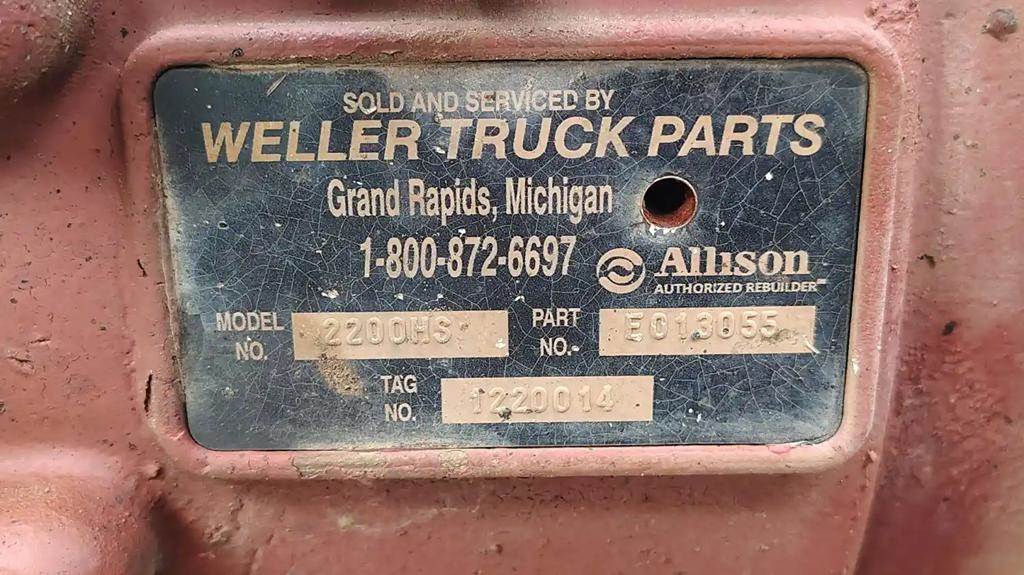 SOLD AND SERVICED BY
WELLER TRUCK PARTS
Grand Rapids, Michigan
1-800-872-6697
Allison
AUTHORIZED REBUILDER
MODEL NO. 2200HS
PART NO. E013055
TAG NO. 1220014